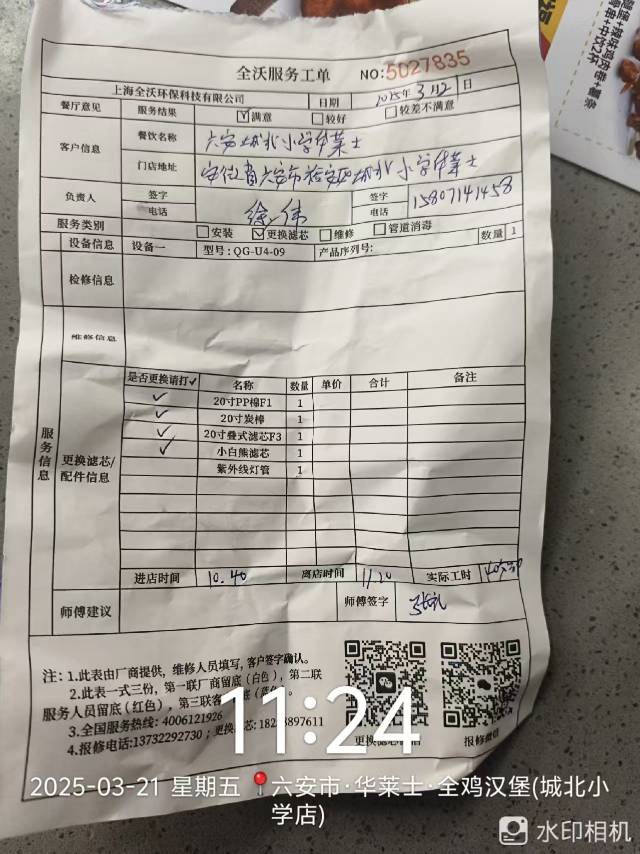 全沃服务工单 NO:5027835
上海全沃环保科技有限公司 日期 2025年3月21日
餐厅意见 服务结果 ☑满意 □较好 □较差不满意
客户信息 餐饮名称 六安城北小学华莱士
门店地址 安徽省六安市裕安区城北小学华莱士
负责人 签字 电话 徐伟 签字 电话 15807141458
服务类别 □安装 ☑更换滤芯 □维修 □管道消毒
设备信息 设备一 型号:QG-U4-09 产品序列号: 数量 1
检修信息
维修信息
服务信息
更换滤芯/配件信息
是否更换请打✓ 名称 数量 单价 合计 备注
✓ 20寸PP棉F1 1
✓ 20寸炭棒 1
✓ 20寸叠式滤芯F3 1
✓ 小白熊滤芯 1
紫外线灯管 1
进店时间 10.40 离店时间 11.20 实际工时
师傅建议 师傅签字
注: 1.此表由厂商提供,维修人员填写,客户签字确认。
2.此表一式三份,第一联厂商留底(白色),第二联
服务人员留底(红色),第三联客
3.全国服务热线: 4006121926
4.报修电话:13732292730;更换
报修微信
11:24
2025-03-21 星期五 六安市·华莱士·全鸡汉堡(城北小
学店)
水印相机